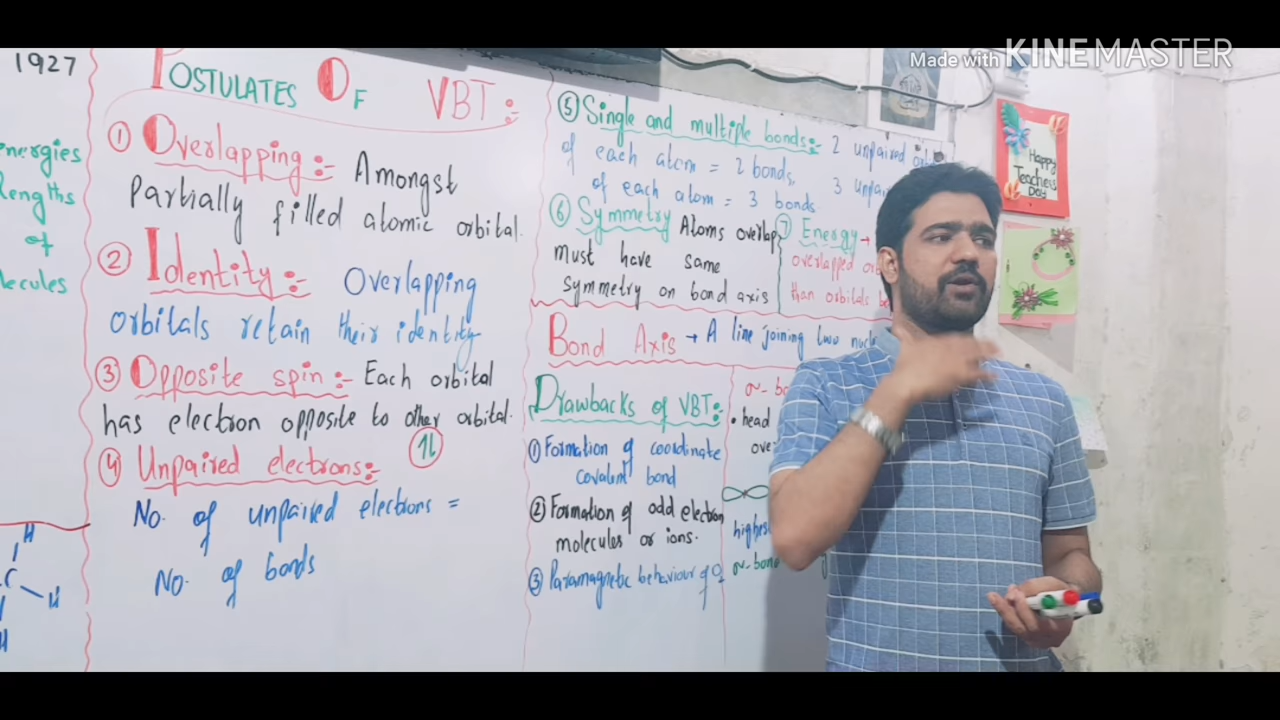 Made with KINEMASTER
1927
energies
lengths
of
H
C
H
H
POSTULATES OF VBT:-
① Overlapping:- Amongst
Partially filled atomic orbital.
② Identity:- Overlapping
orbitals retain their identity
③ Opposite spin:- Each orbital
has electron opposite to other orbital.
④ Unpaired electrons:- 1L
No. of unpaired electrons =
No. of bonds
⑤ Single and multiple bonds:- 2 unpaired
of each atom = 2 bonds, 3
of each atom = 3 bonds
⑥ Symmetry Atoms overlap
must have same
symmetry on bond axis
⑦ Energy→
overlapped
than orbitals
Bond Axis → A line joining two
Drawbacks of VBT:-
① Formation of coordinate
covalent bond
② Formation of odd electron
molecules or ions.
③ Paramagnetic behaviour of O2
σ-
• head
σ-bond
Happy
Teachers
DAY